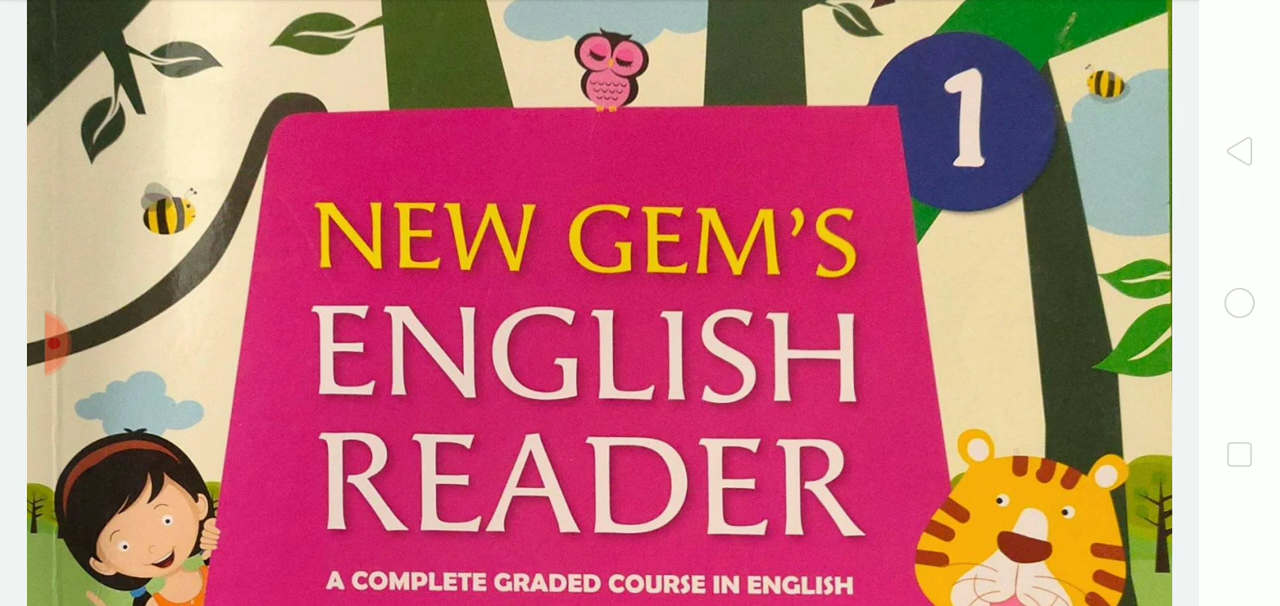 1
NEW GEM'S
ENGLISH
READER
A COMPLETE GRADED COURSE IN ENGLISH